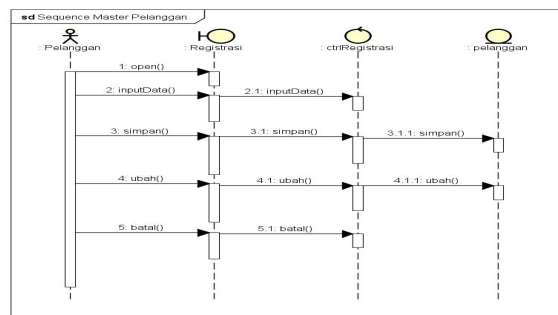 sd Sequence Master Pelanggan
: Pelanggan
: Registrasi
: ctrlRegistrasi
: pelanggan
1: open()
2: inputData()
2.1: inputData()
3: simpan()
3.1: simpan()
3.1.1: simpan()
4: ubah()
4.1: ubah()
4.1.1: ubah()
5: batal()
5.1: batal()